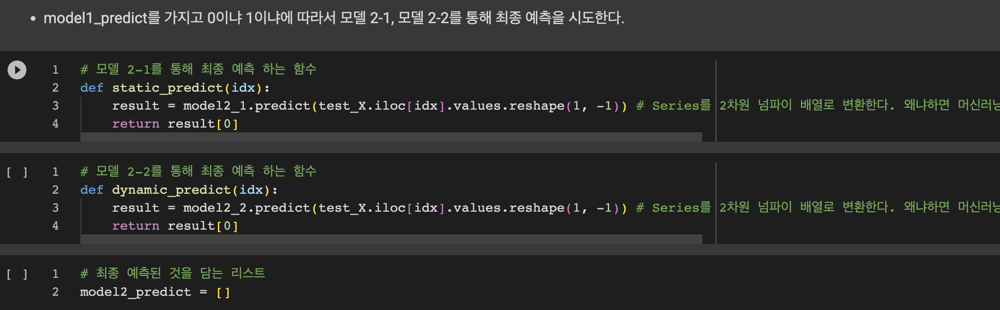 • model1_predict를 가지고 0이냐 1이냐에 따라서 모델 2-1, 모델 2-2를 통해 최종 예측을 시도한다.
1 # 모델 2-1를 통해 최종 예측 하는 함수
2 def static_predict(idx):
3     result = model2_1.predict(test_X.iloc[idx].values.reshape(1, -1)) # Series를 2차원 넘파이 배열로 변환한다. 왜냐하면 머신러닝
4     return result[0]
[ ] 1 # 모델 2-2를 통해 최종 예측 하는 함수
2 def dynamic_predict(idx):
3     result = model2_2.predict(test_X.iloc[idx].values.reshape(1, -1)) # Series를 2차원 넘파이 배열로 변환한다. 왜냐하면 머신러닝
4     return result[0]
[ ] 1 # 최종 예측된 것을 담는 리스트
2 model2_predict = []